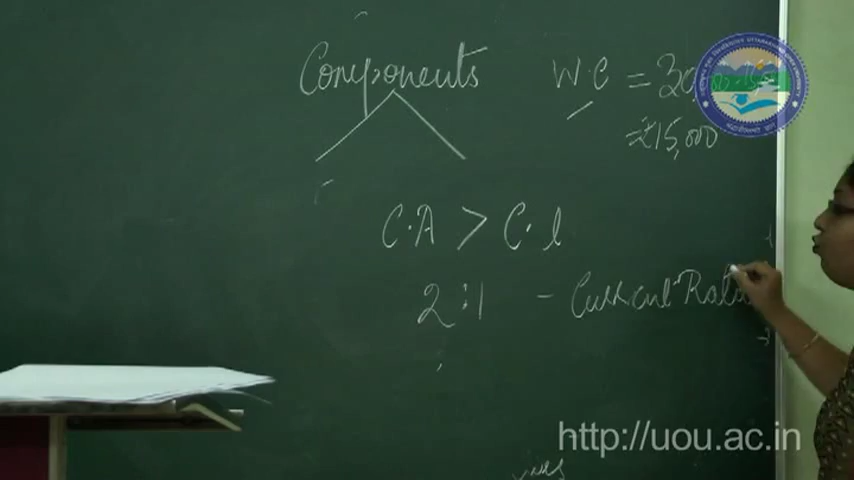 Components
W.C = 30,
= ₹15,000
C.A > C.l
2:1 - Current Ratio
http://uou.ac.in